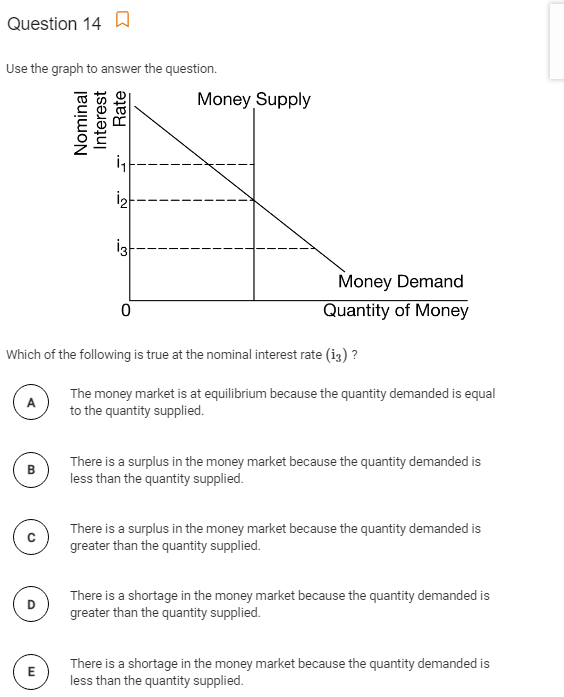 Question 14
Use the graph to answer the question.
Nominal
Interest
Rate
Money Supply
i₁
i₂
i₃
Money Demand
0
Quantity of Money
Which of the following is true at the nominal interest rate (i₃) ?
A
The money market is at equilibrium because the quantity demanded is equal
to the quantity supplied.
B
There is a surplus in the money market because the quantity demanded is
less than the quantity supplied.
C
There is a surplus in the money market because the quantity demanded is
greater than the quantity supplied.
D
There is a shortage in the money market because the quantity demanded is
greater than the quantity supplied.
E
There is a shortage in the money market because the quantity demanded is
less than the quantity supplied.